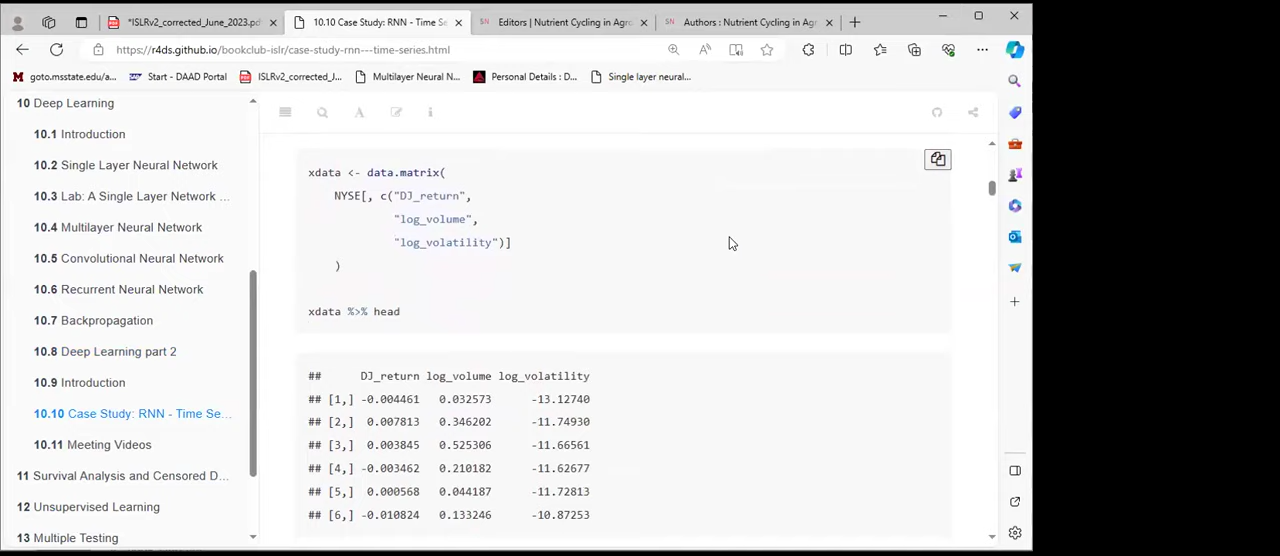 *ISLRv2_corrected_June_2023.pd
10.10 Case Study: RNN - Time Se
Editors | Nutrient Cycling in Agro
Authors : Nutrient Cycling in Agr
https://r4ds.github.io/bookclub-islr/case-study-rnn---time-series.html
goto.msstate.edu/a...
Start - DAAD Portal
ISLRv2_corrected_J...
Multilayer Neural N...
Personal Details : D...
Single layer neural...
10 Deep Learning
10.1 Introduction
10.2 Single Layer Neural Network
10.3 Lab: A Single Layer Network ...
10.4 Multilayer Neural Network
10.5 Convolutional Neural Network
10.6 Recurrent Neural Network
10.7 Backpropagation
10.8 Deep Learning part 2
10.9 Introduction
10.10 Case Study: RNN - Time Se...
10.11 Meeting Videos
11 Survival Analysis and Censored D...
12 Unsupervised Learning
13 Multiple Testing
xdata <- data.matrix(
NYSE[, c("DJ_return",
"log_volume",
"log_volatility")]
)
xdata %>% head
## DJ_return log_volume log_volatility
## [1,] -0.004461 0.032573 -13.12740
## [2,] 0.007813 0.346202 -11.74930
## [3,] 0.003845 0.525306 -11.66561
## [4,] -0.003462 0.210182 -11.62677
## [5,] 0.000568 0.044187 -11.72813
## [6,] -0.010824 0.133246 -10.87253